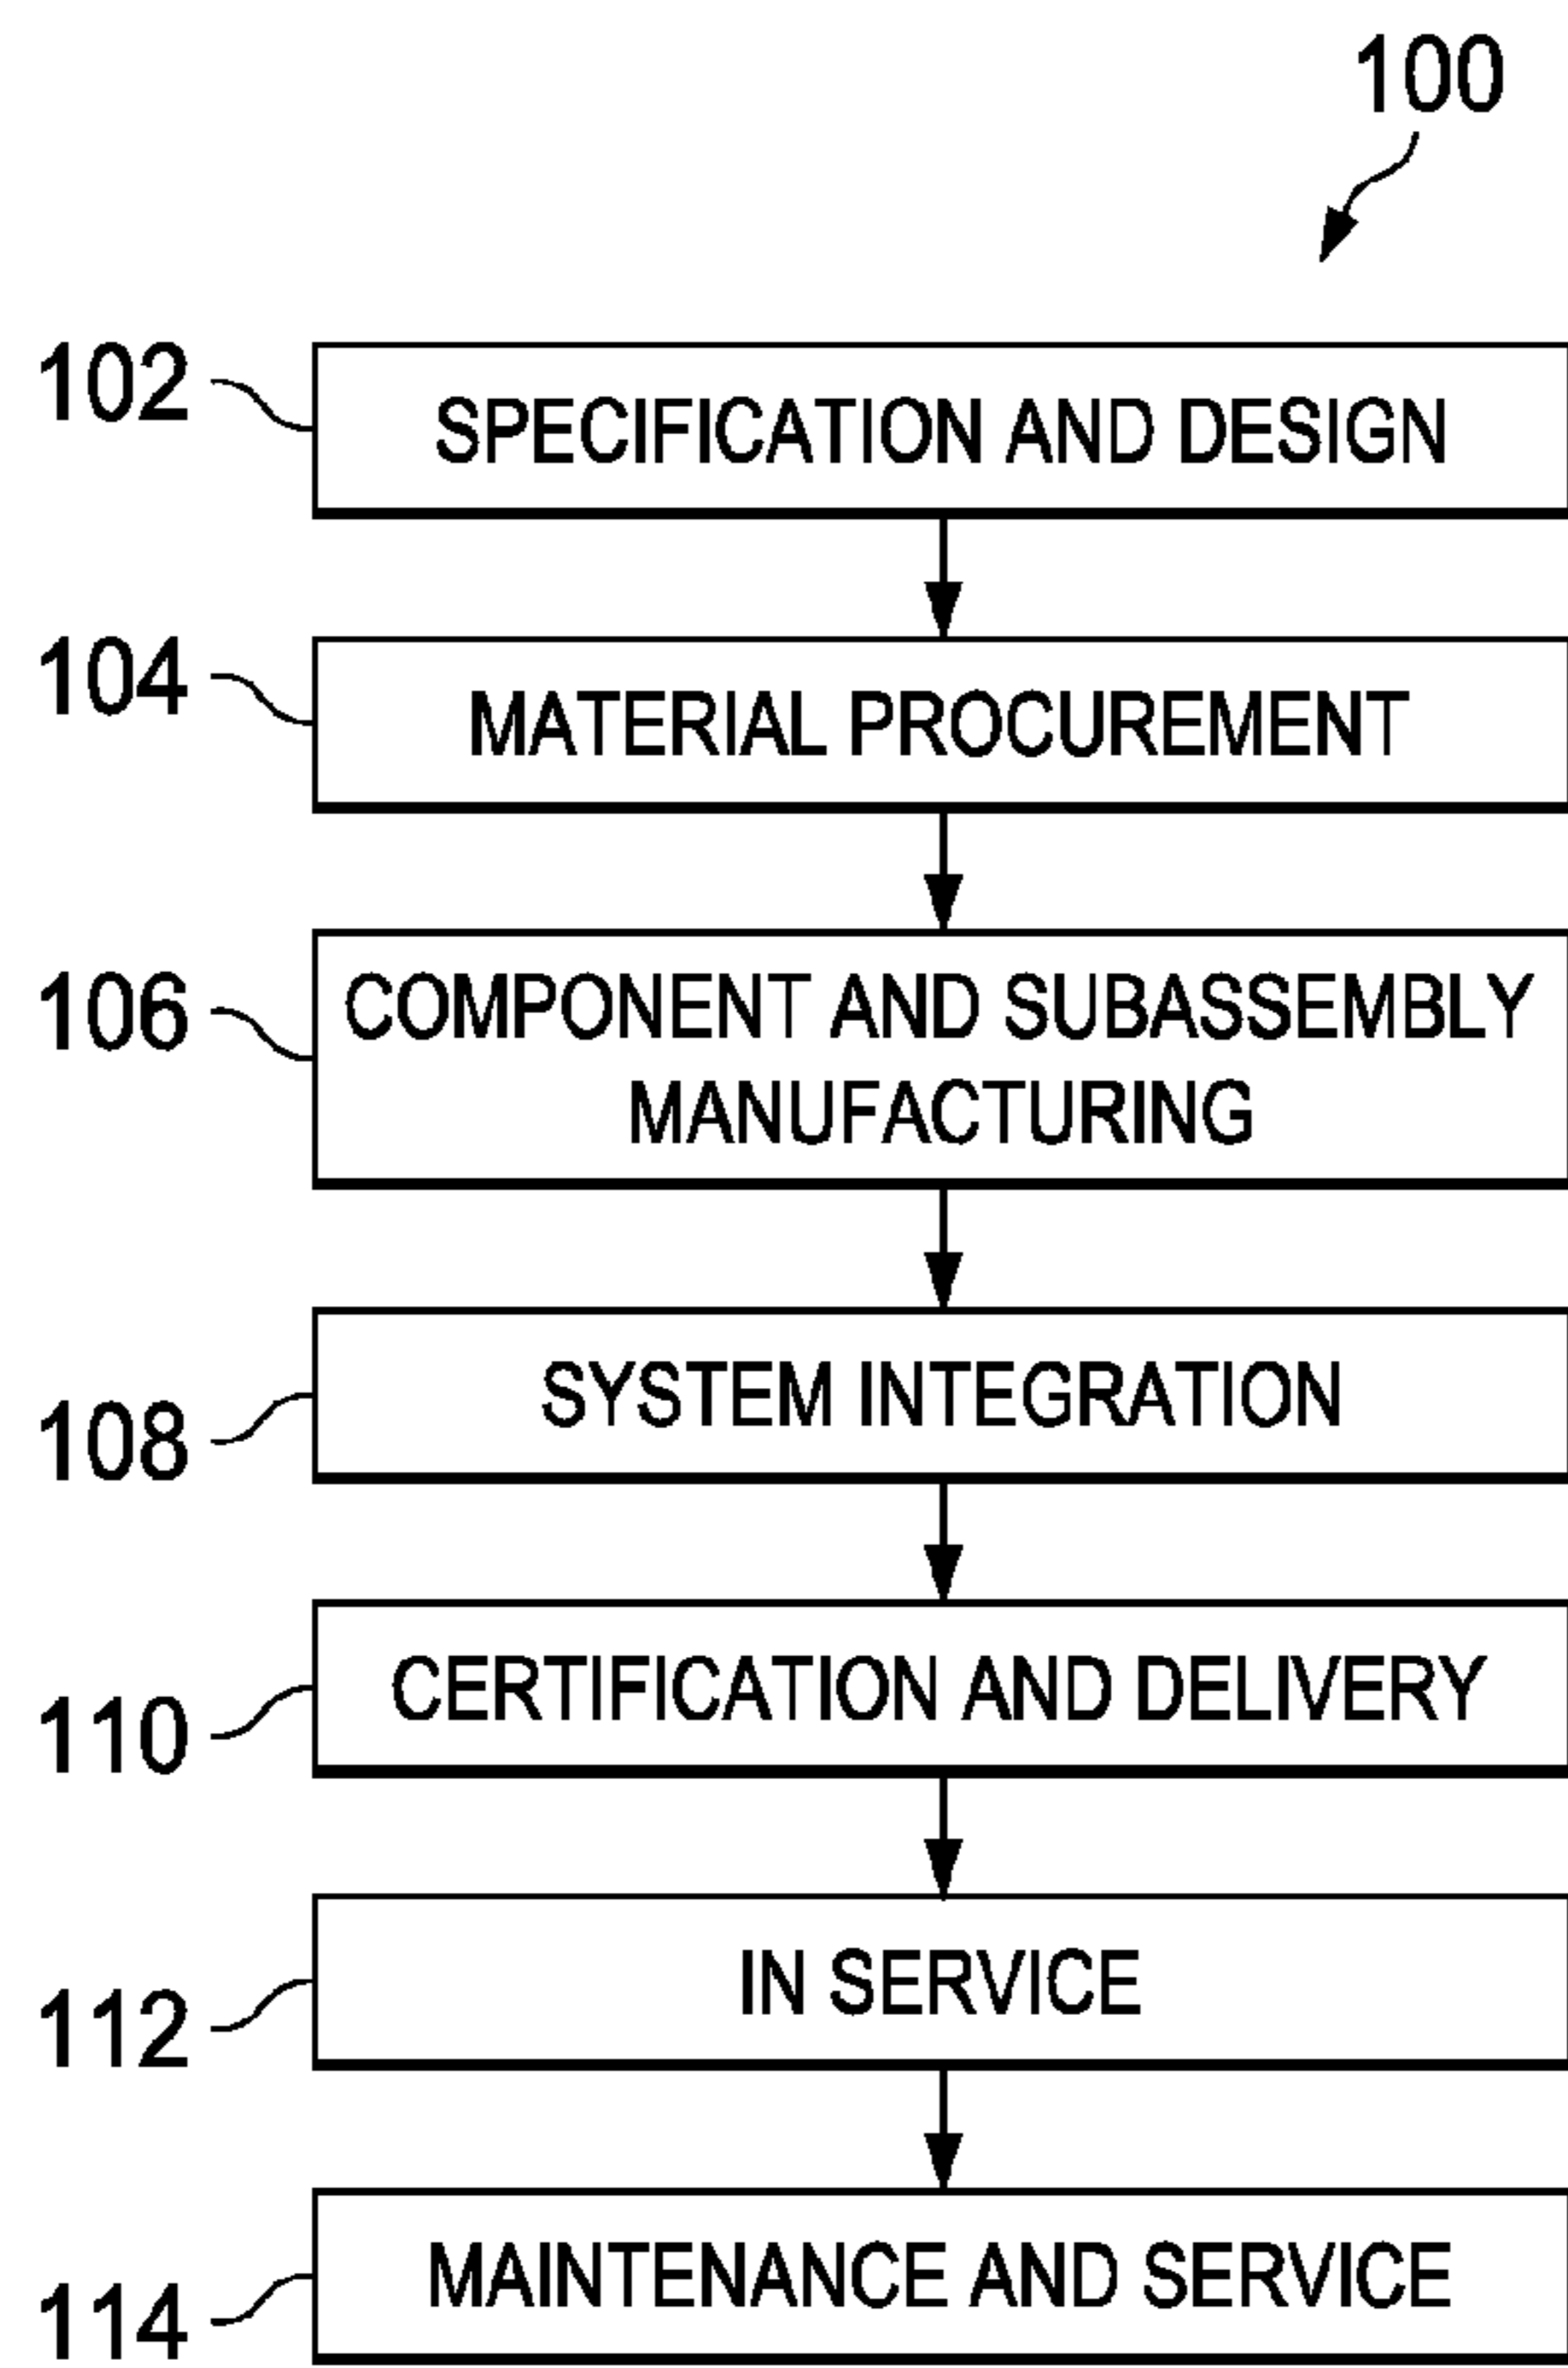 100
102
SPECIFICATION AND DESIGN
104
MATERIAL PROCUREMENT
106
COMPONENT AND SUBASSEMBLY
MANUFACTURING
108
SYSTEM INTEGRATION
110
CERTIFICATION AND DELIVERY
112
IN SERVICE
114
MAINTENANCE AND SERVICE